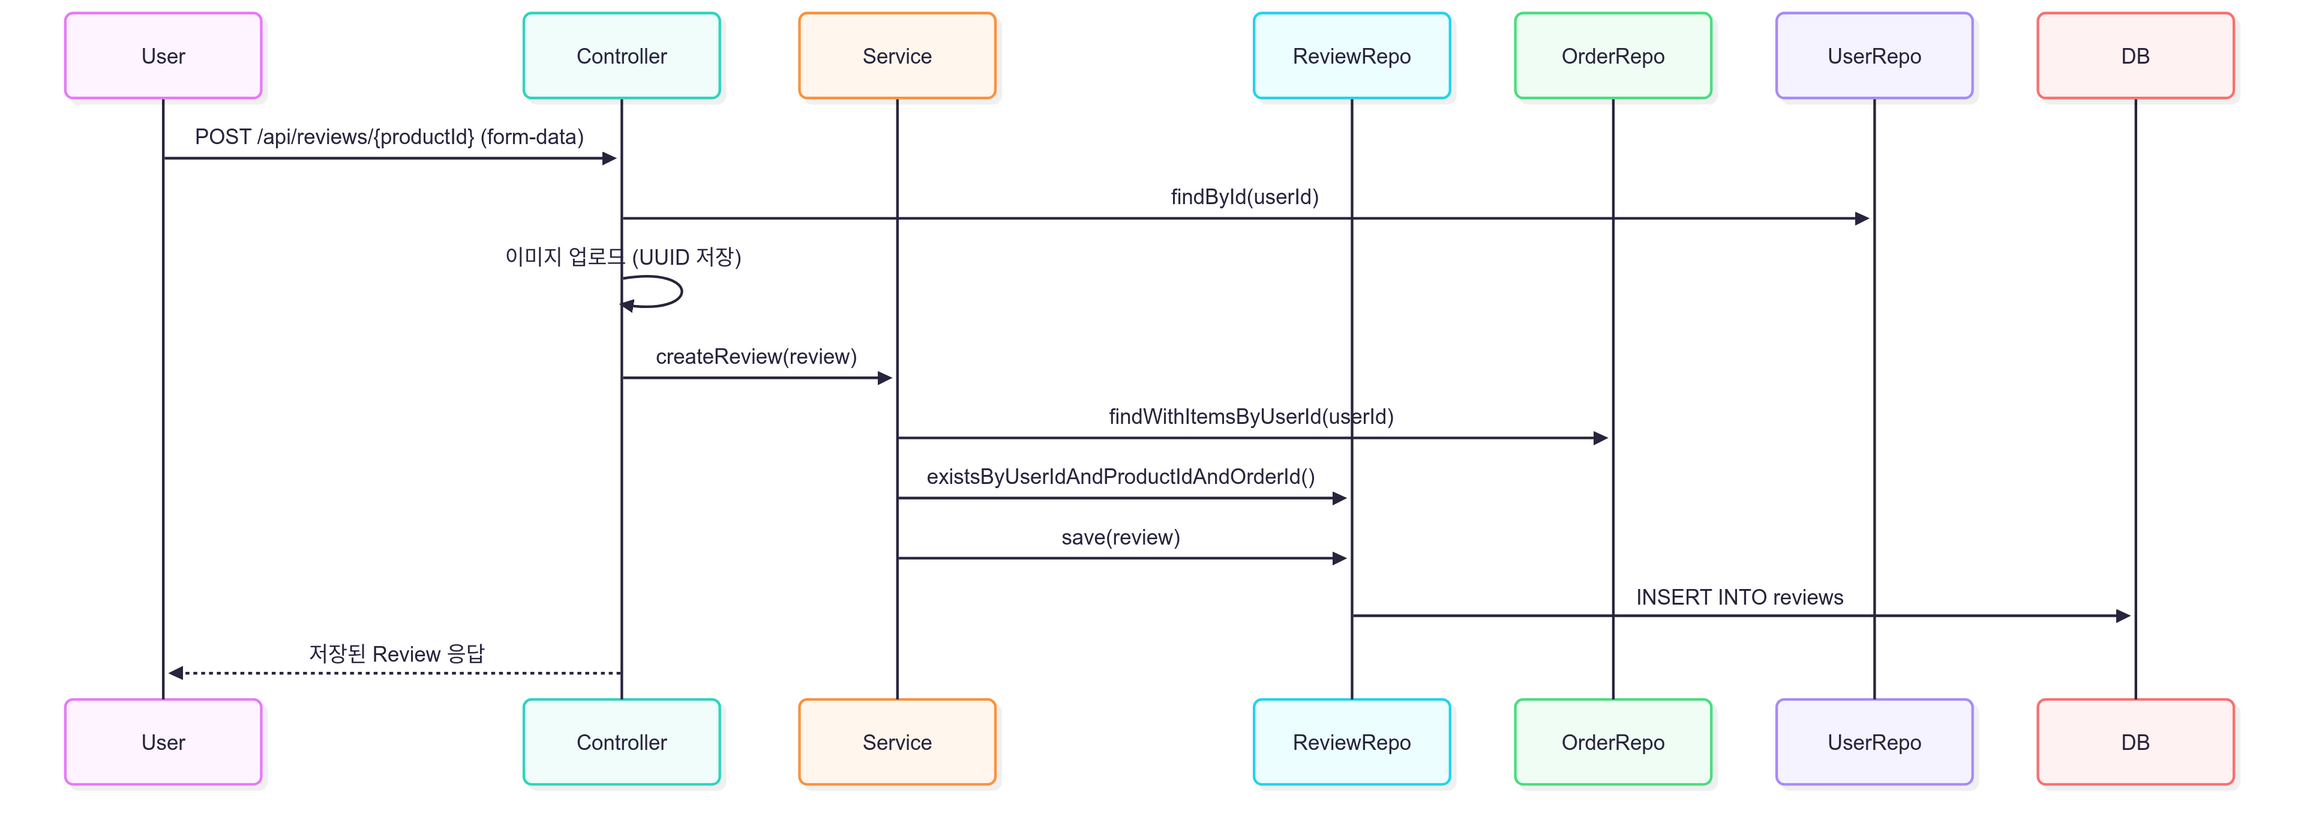 User
Controller
Service
ReviewRepo
OrderRepo
UserRepo
DB
POST /api/reviews/{productId} (form-data)
findById(userId)
이미지 업로드 (UUID 저장)
createReview(review)
findWithItemsByUserId(userId)
existsByUserIdAndProductIdAndOrderId()
save(review)
INSERT INTO reviews
저장된 Review 응답
User
Controller
Service
ReviewRepo
OrderRepo
UserRepo
DB